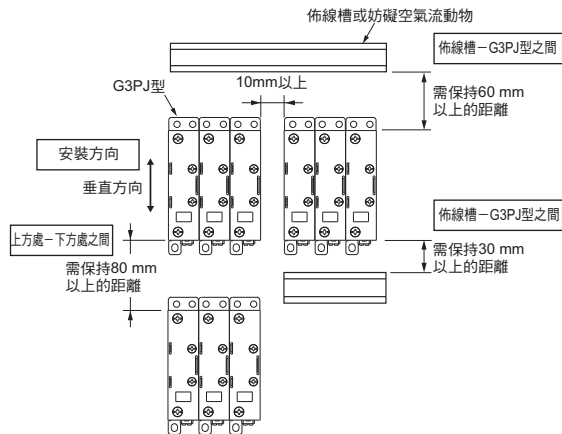 佈線槽或妨礙空氣流動物
佈線槽－G3PJ型之間
10mm以上
G3PJ型
需保持60 mm
以上的距離
安裝方向
垂直方向
佈線槽－G3PJ型之間
上方處－下方處之間
需保持80 mm
以上的距離
需保持30 mm
以上的距離